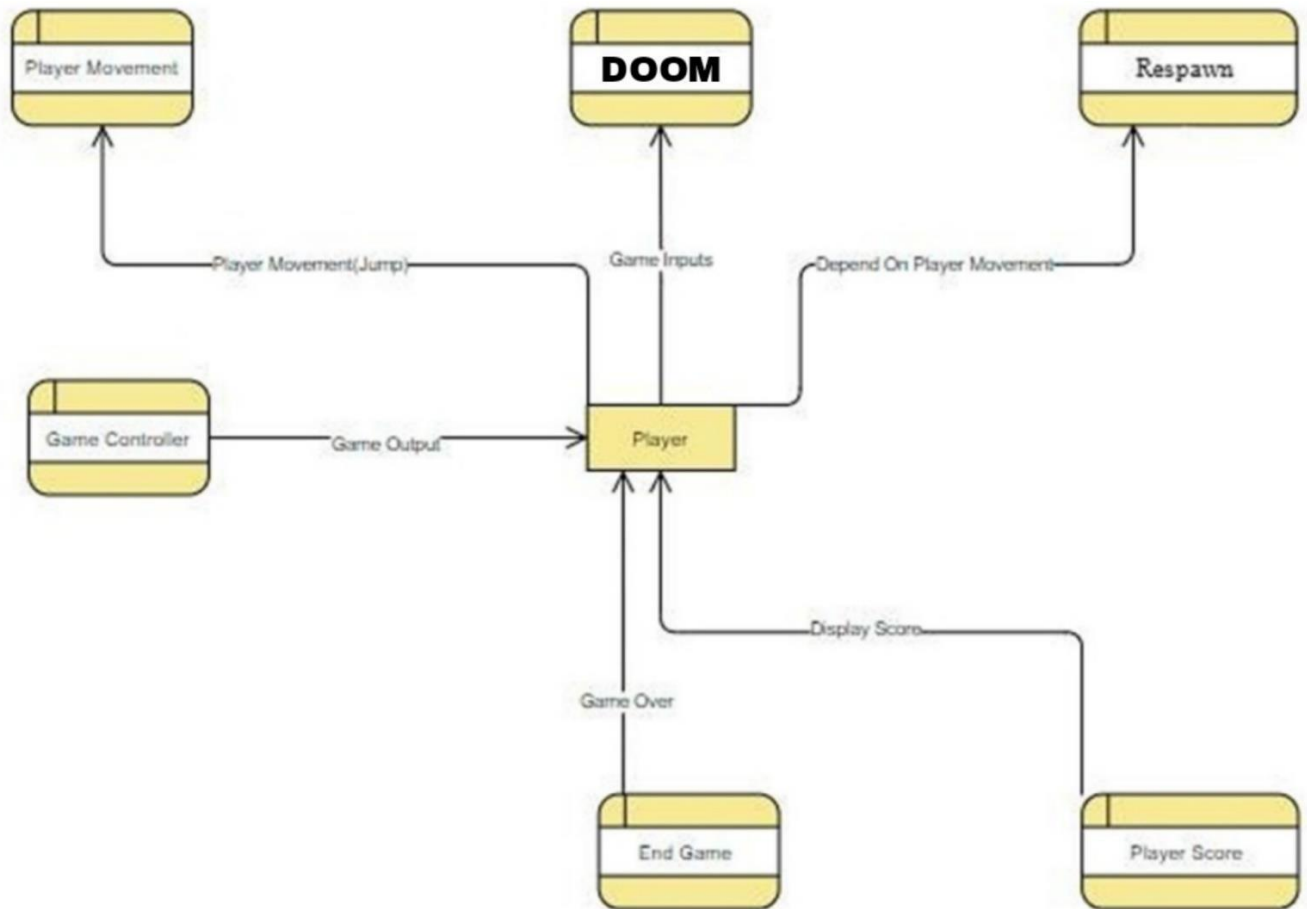 Player Movement
DOOM
Respawn
Player Movement(Jump)
Game Inputs
Depend On Player Movement
Game Controller
Game Output
Player
Display Score
Game Over
End Game
Player Score